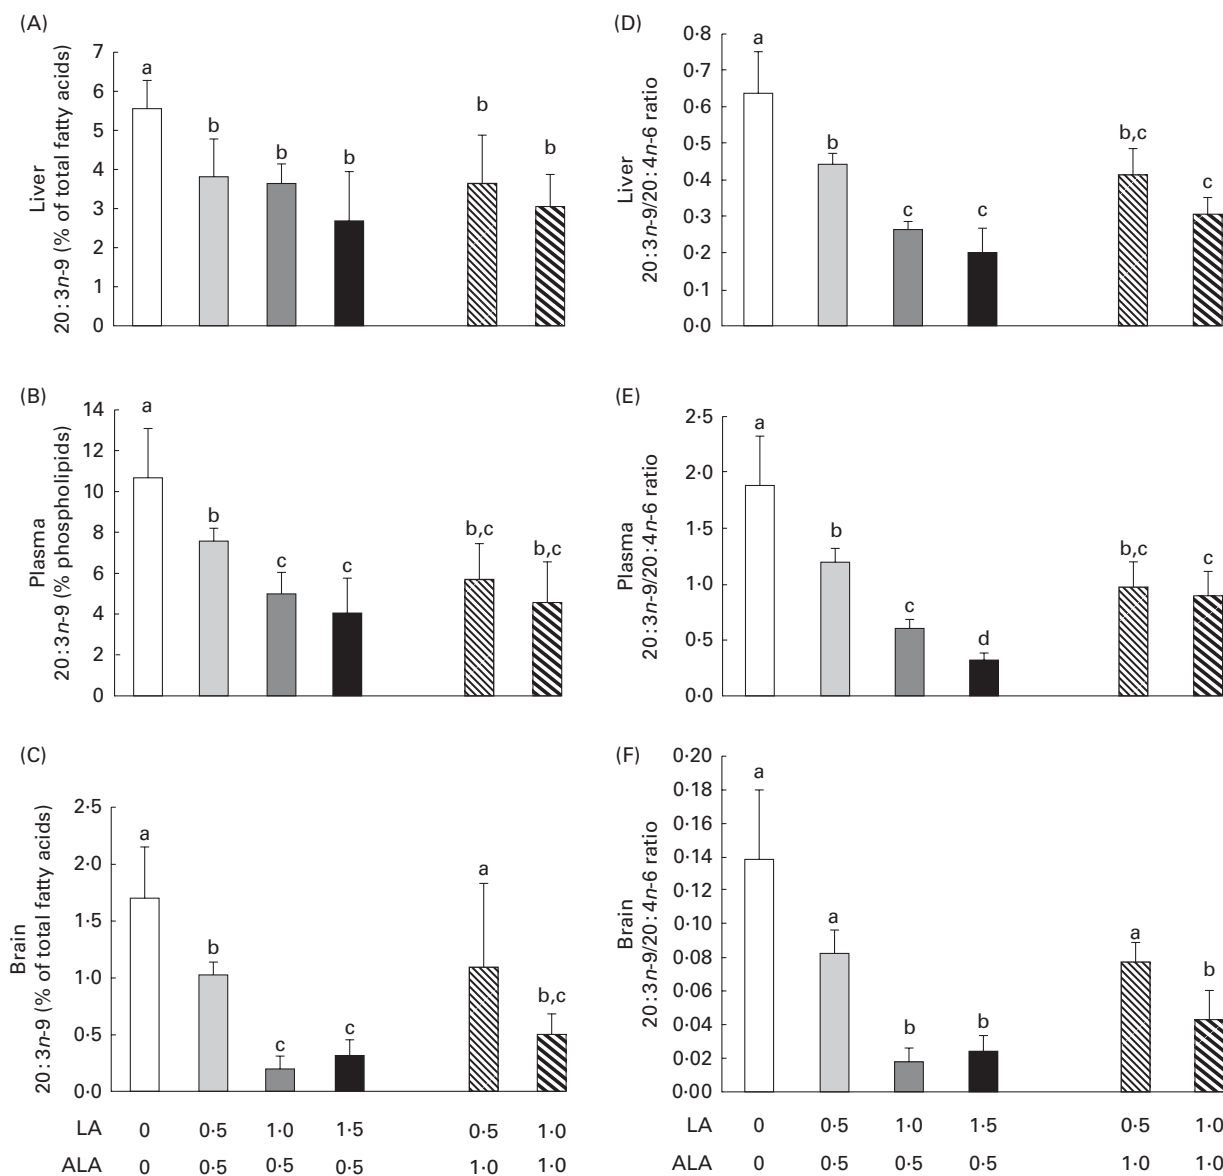 (A)
Liver
20:3n-9 (% of total fatty acids)
7
6
5
4
3
2
1
0
a
b
b
b
b
b
(D)
Liver
20:3n-9/20:4n-6 ratio
0·8
0·7
0·6
0·5
0·4
0·3
0·2
0·1
0·0
a
b
c
c
b,c
c
(B)
Plasma
20:3n-9 (% phospholipids)
14
12
10
8
6
4
2
0
a
b
c
c
b,c
b,c
(E)
Plasma
20:3n-9/20:4n-6 ratio
2·5
2·0
1·5
1·0
0·5
0·0
a
b
c
d
b,c
c
(C)
Brain
20:3n-9 (% of total fatty acids)
2·5
2·0
1·5
1·0
0·5
0·0
a
b
c
c
a
b,c
(F)
Brain
20:3n-9/20:4n-6 ratio
0·20
0·18
0·16
0·14
0·12
0·10
0·08
0·06
0·04
0·02
0·00
a
a
b
b
a
b
LA 0 0·5 1·0 1·5 0·5 1·0
ALA 0 0·5 0·5 0·5 1·0 1·0
LA 0 0·5 1·0 1·5 0·5 1·0
ALA 0 0·5 0·5 0·5 1·0 1·0